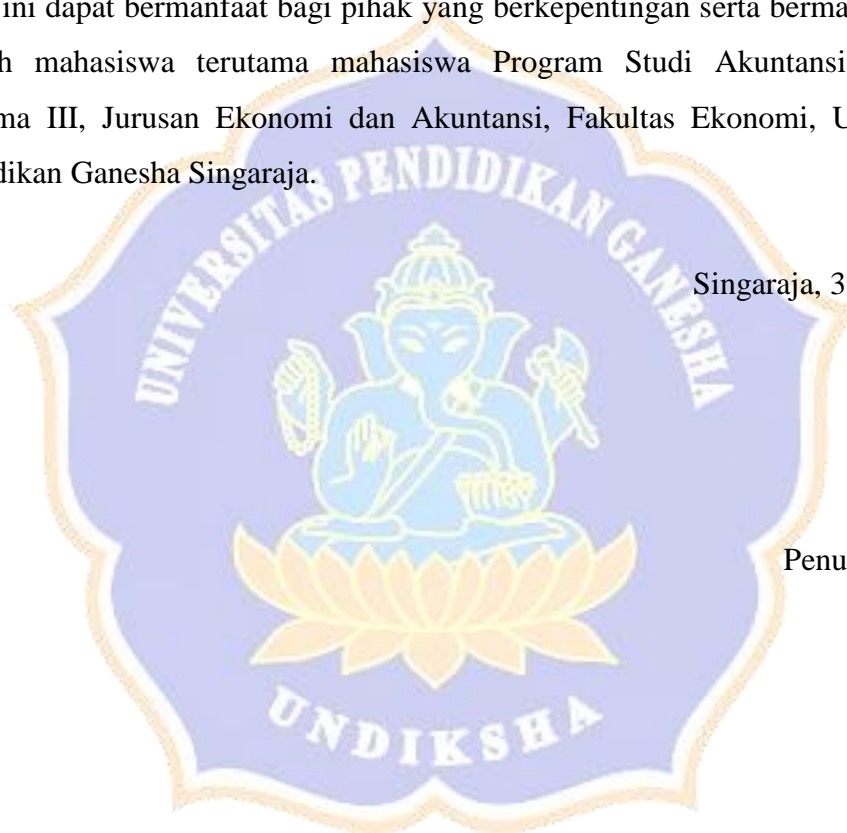 ini dapat bermanfaat bagi pihak yang berkepentingan serta berma
h mahasiswa terutama mahasiswa Program Studi Akuntansi
ma III, Jurusan Ekonomi dan Akuntansi, Fakultas Ekonomi, U
dikan Ganesha Singaraja.
UNIVERSITAS PENDIDIKAN GANESHA
Singaraja, 3
Penu
UNDIKSHA